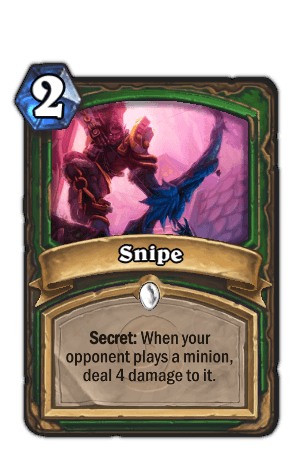 2
Snipe
Secret: When your
opponent plays a minion,
deal 4 damage to it.